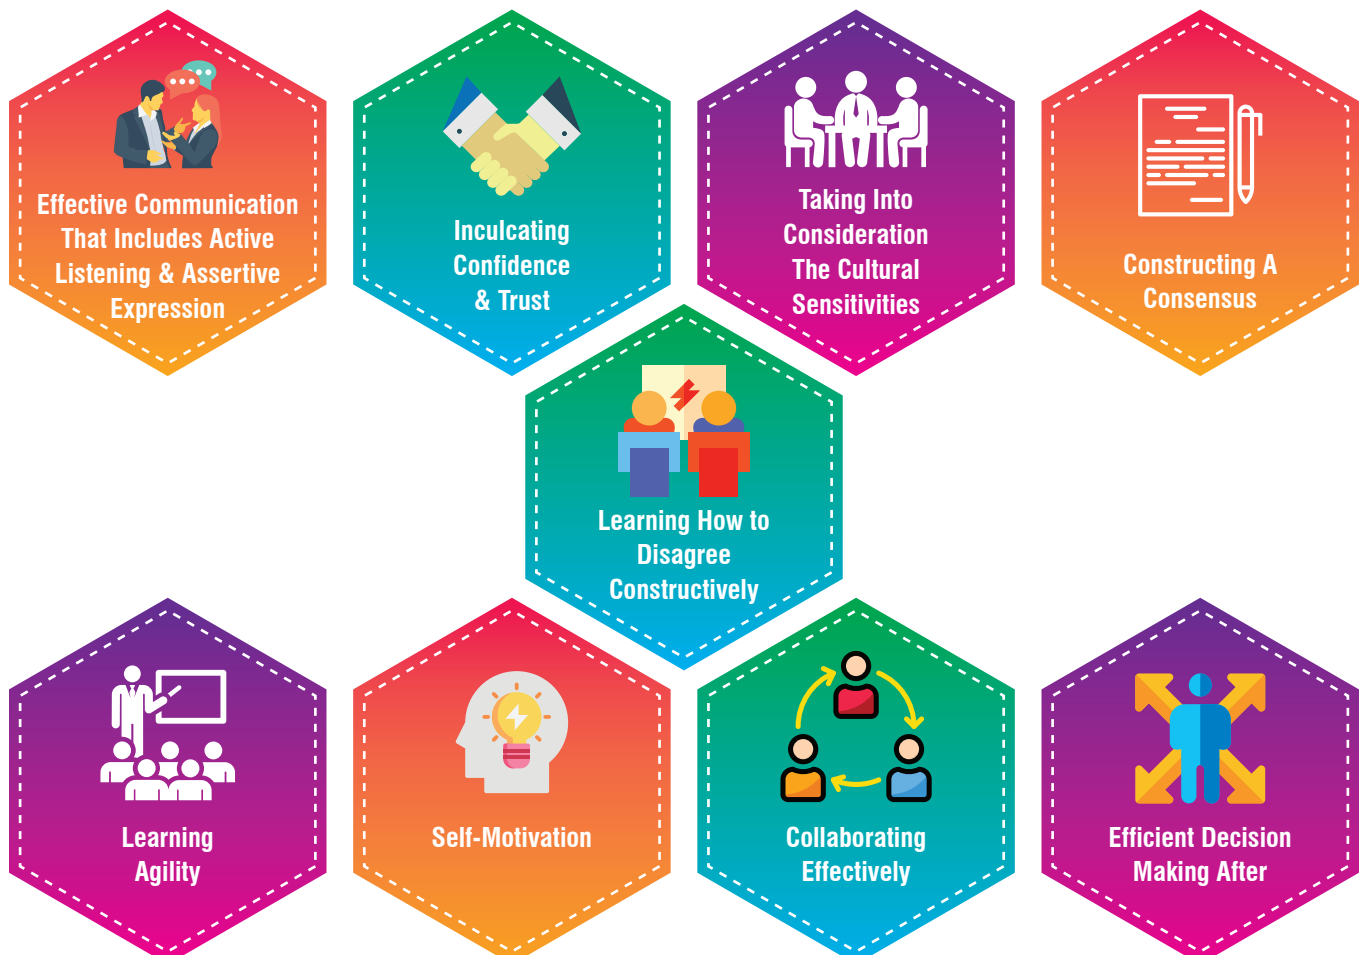 Effective Communication
That Includes Active
Listening & Assertive
Expression
Inculcating
Confidence
& Trust
Taking Into
Consideration
The Cultural
Sensitivities
Constructing A
Consensus
Learning How to
Disagree
Constructively
Learning
Agility
Self-Motivation
Collaborating
Effectively
Efficient Decision
Making After